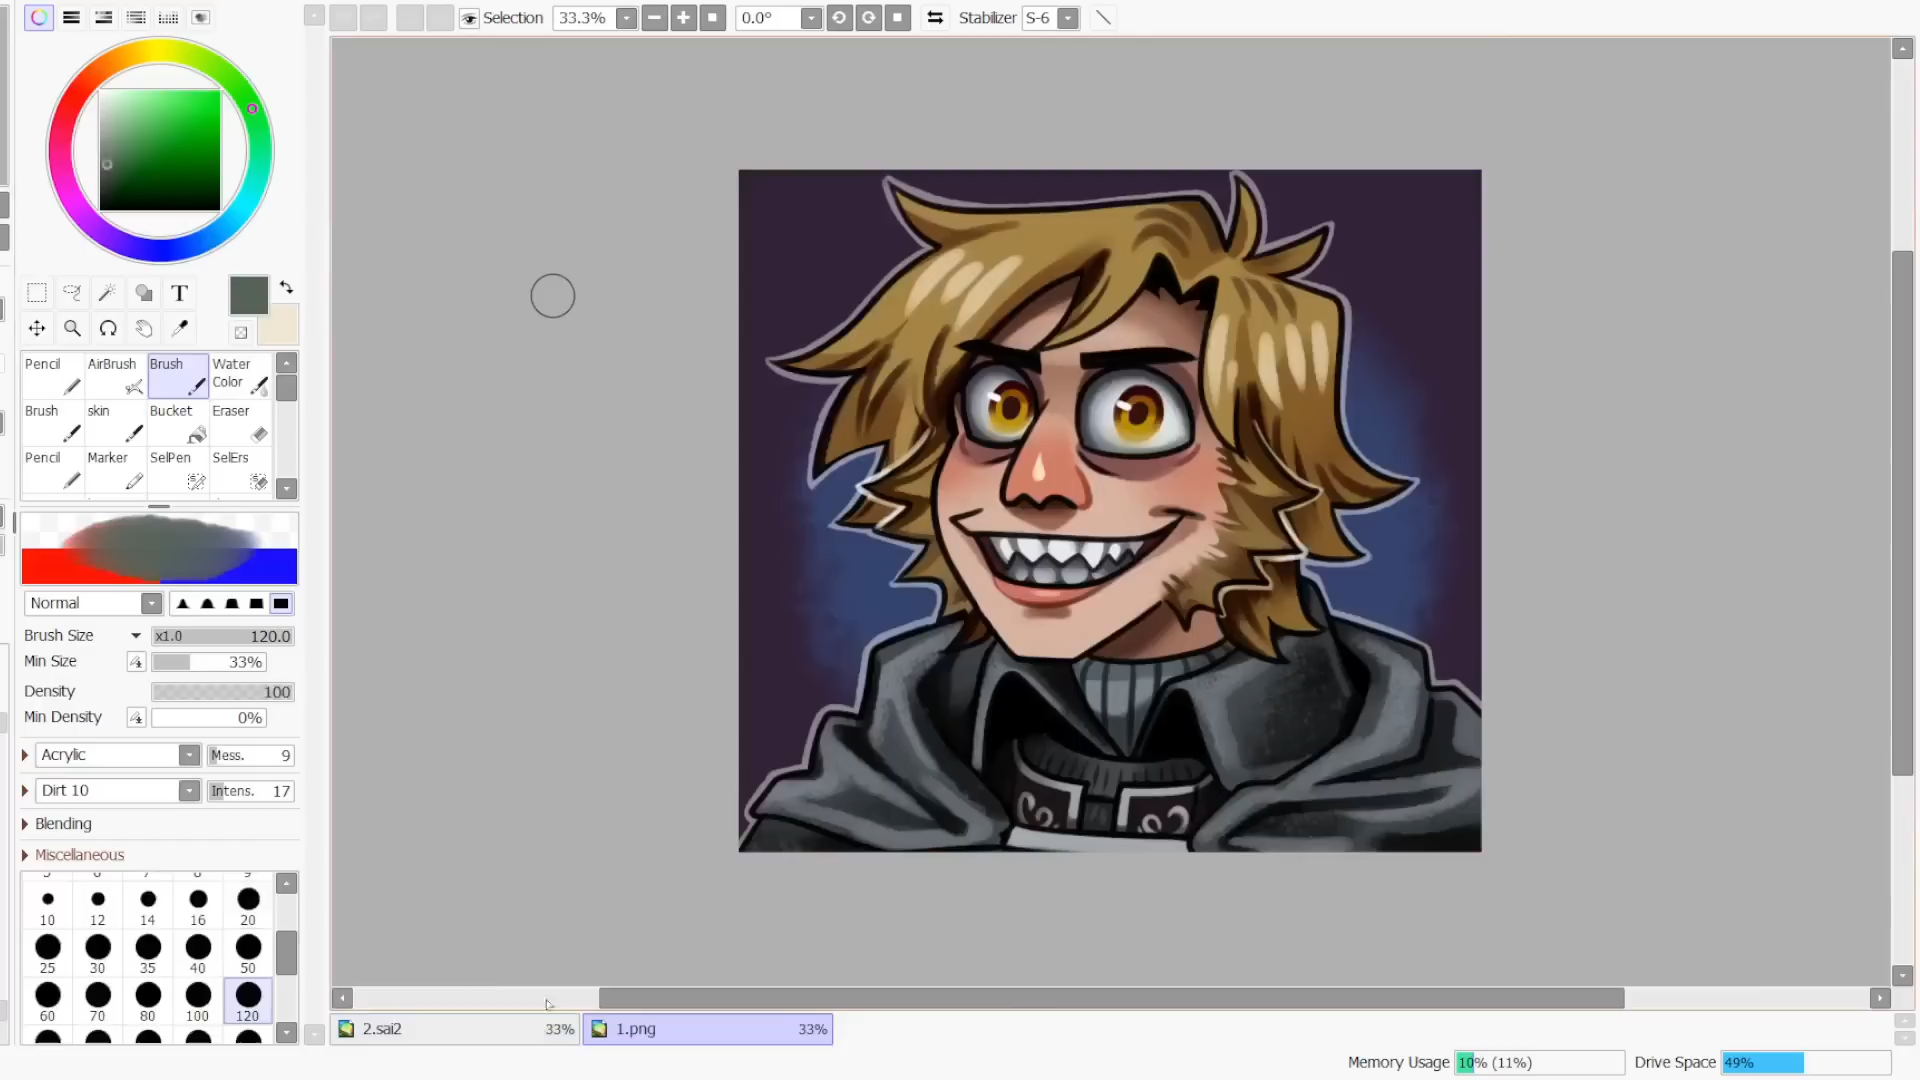 Selection 33.3% 0.0° Stabilizer S-6
T
Pencil AirBrush Brush Water Color
Brush skin Bucket Eraser
Pencil Marker SelPen SelErs
Normal
Brush Size x1.0 120.0
Min Size 33%
Density 100
Min Density 0%
Acrylic Mess. 9
Dirt 10 Intens. 17
Blending
Miscellaneous
10 12 14 16 20
25 30 35 40 50
60 70 80 100 120
2.sai2 33% 1.png 33%
Memory Usage 10% (11%) Drive Space 49%